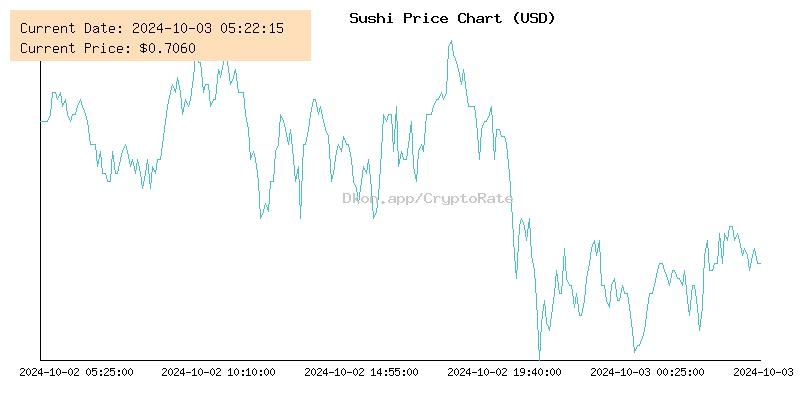 Sushi Price Chart (USD)
Current Date: 2024-10-03 05:22:15
Current Price: $0.7060
Dkon.app/CryptoRate
2024-10-02 05:25:00 2024-10-02 10:10:00 2024-10-02 14:55:00 2024-10-02 19:40:00 2024-10-03 00:25:00 2024-10-03